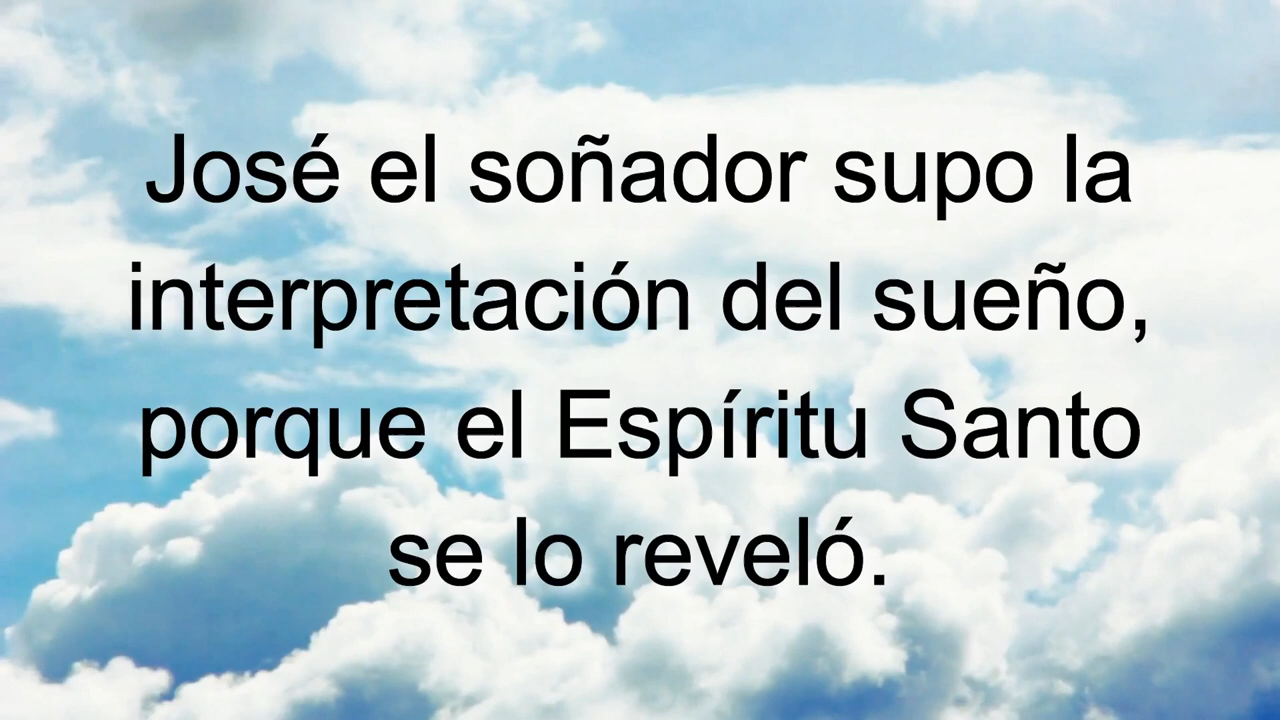 José el soñador supo la
interpretación del sueño,
porque el Espíritu Santo
se lo reveló.